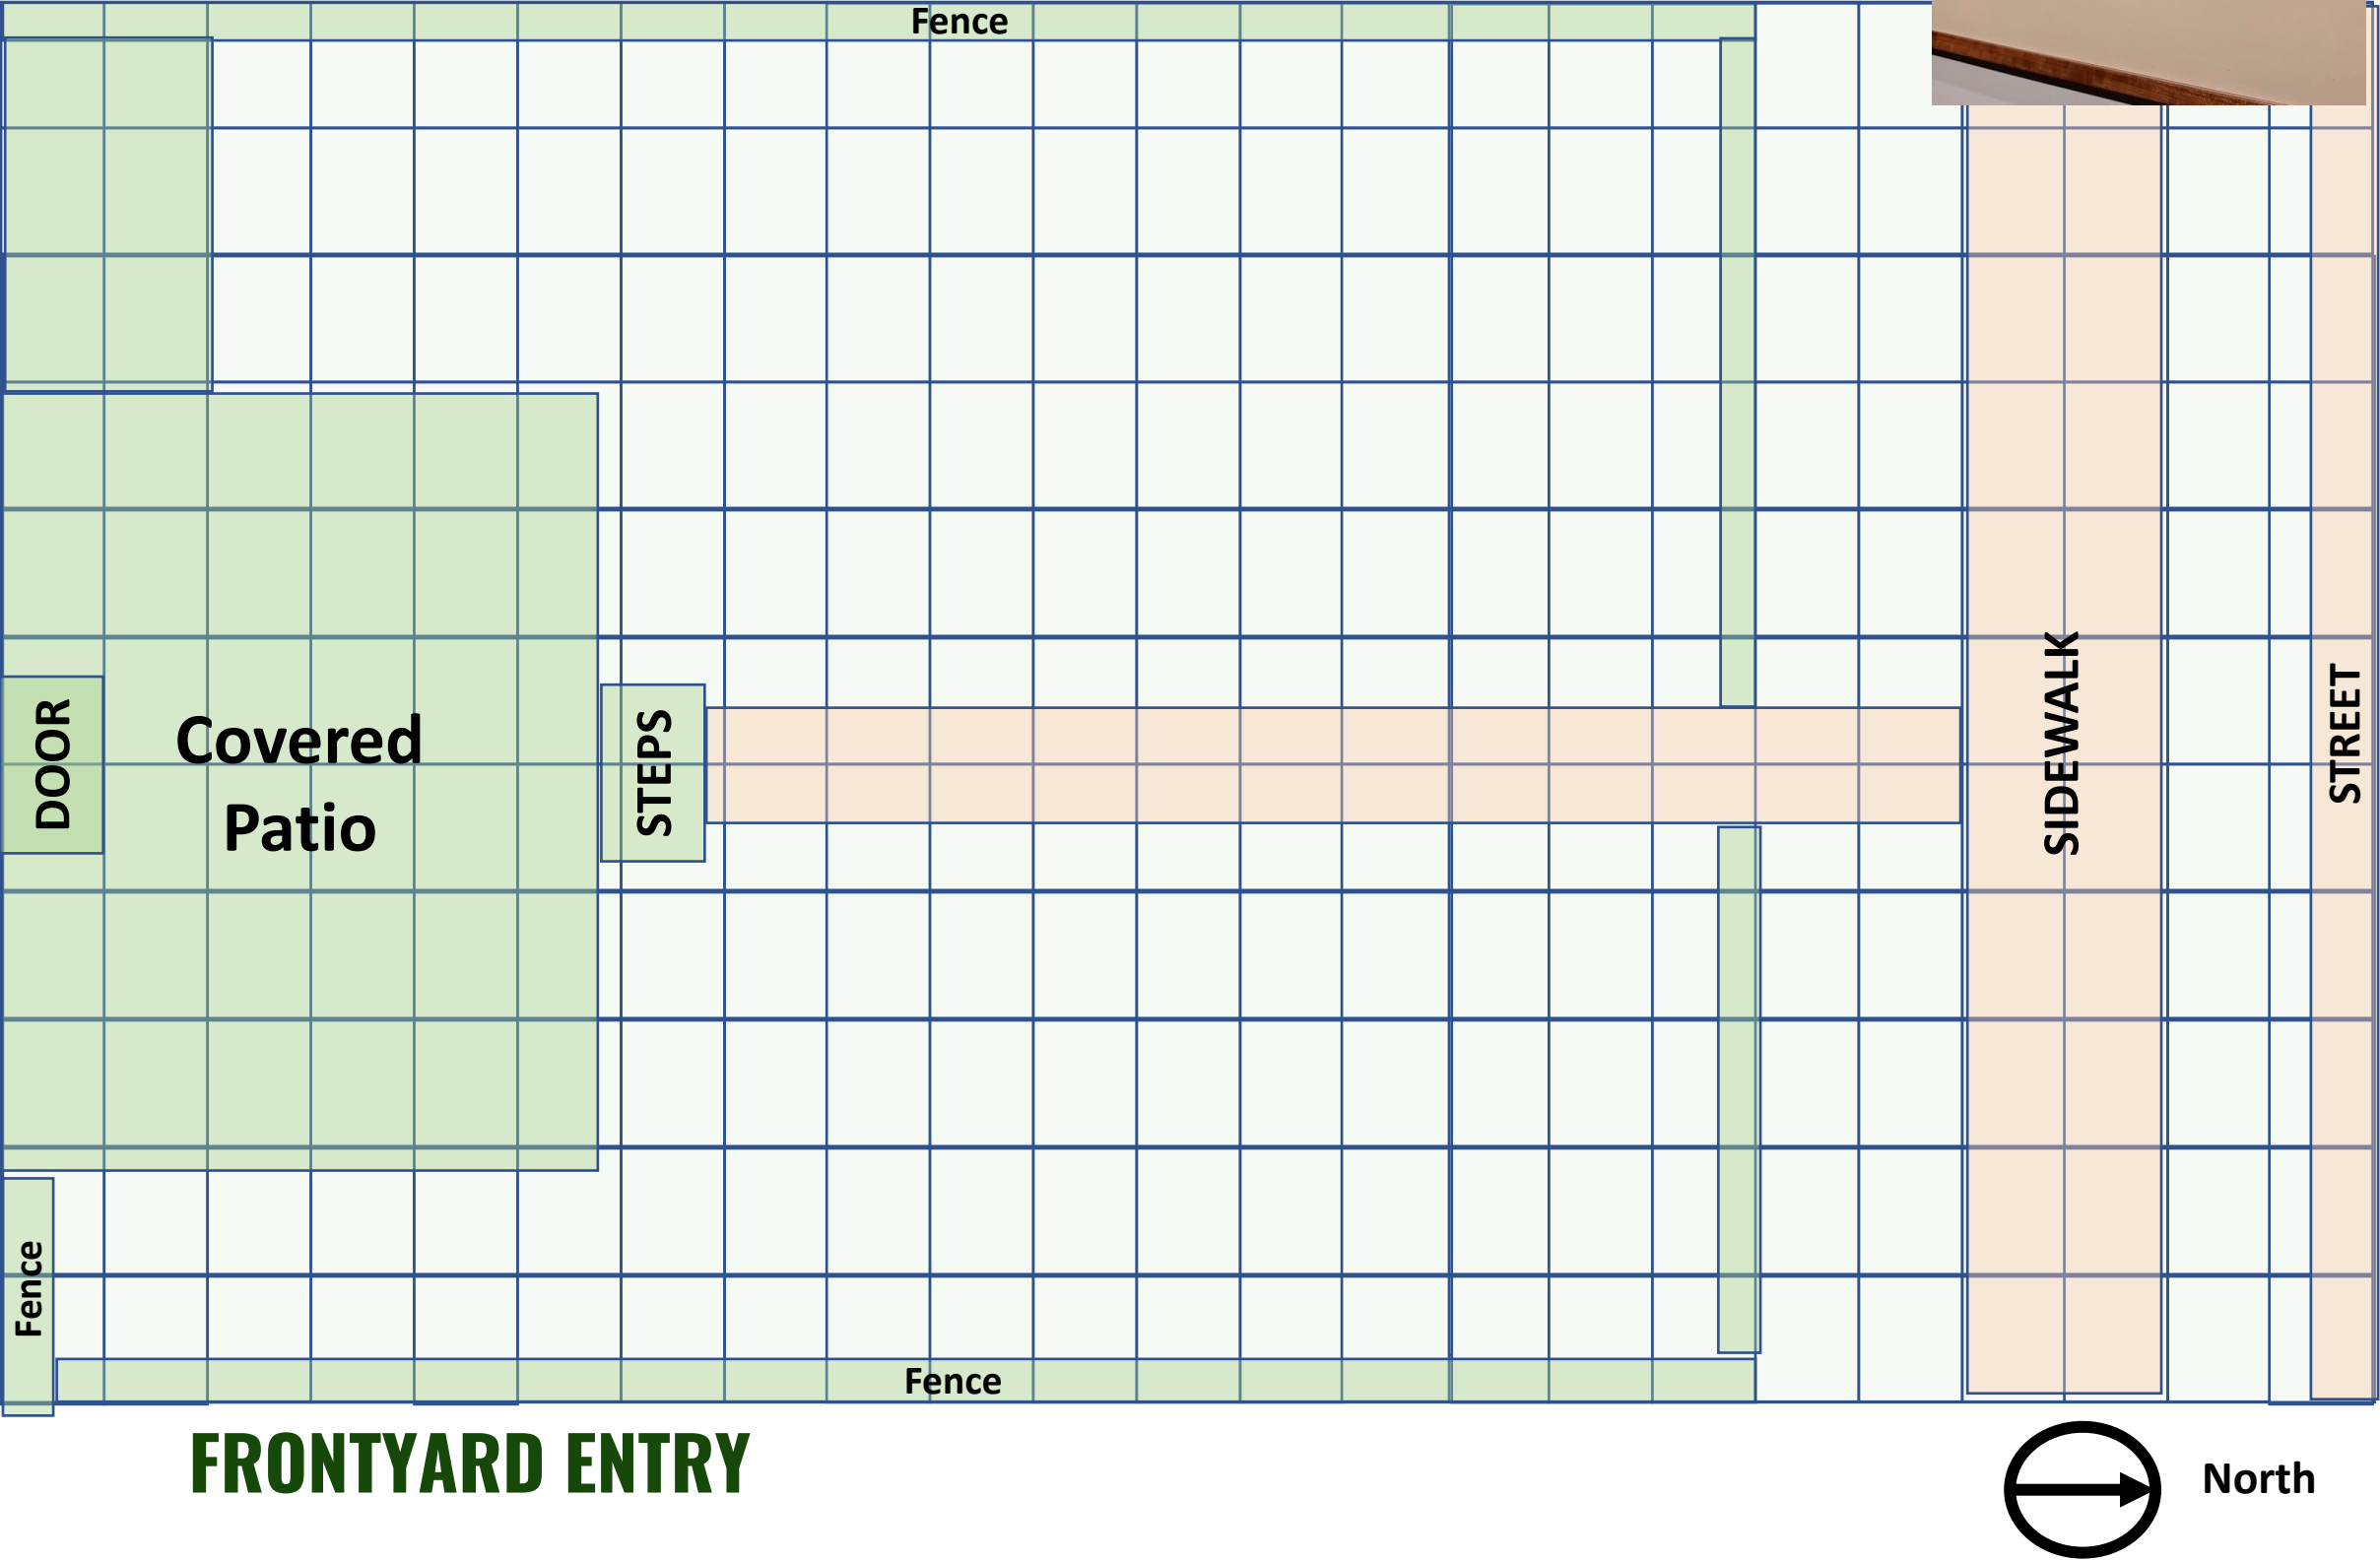 Fence
DOOR
Covered
Patio
STEPS
SIDEWALK
STREET
Fence
Fence
FRONTYARD ENTRY
North